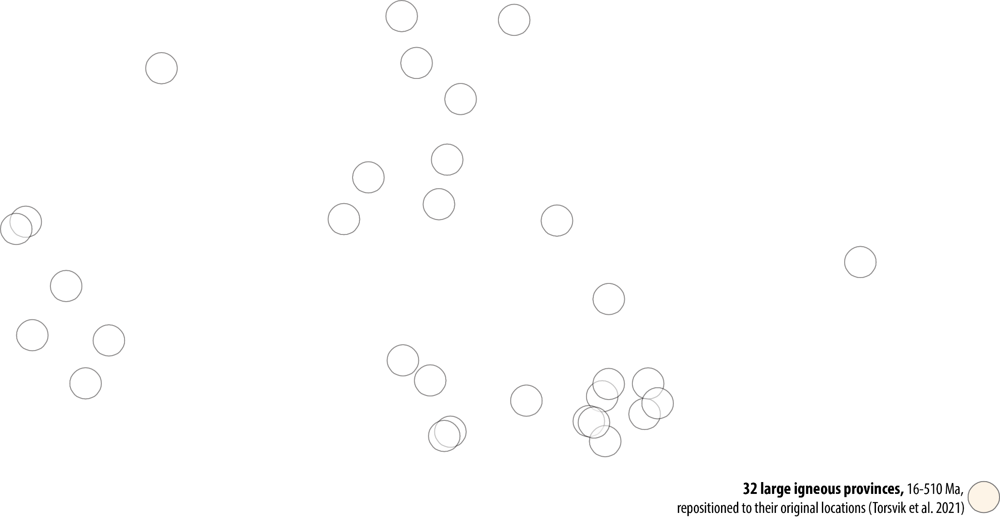 32 large igneous provinces, 16-510 Ma,
repositioned to their original locations (Torsvik et al. 2021)